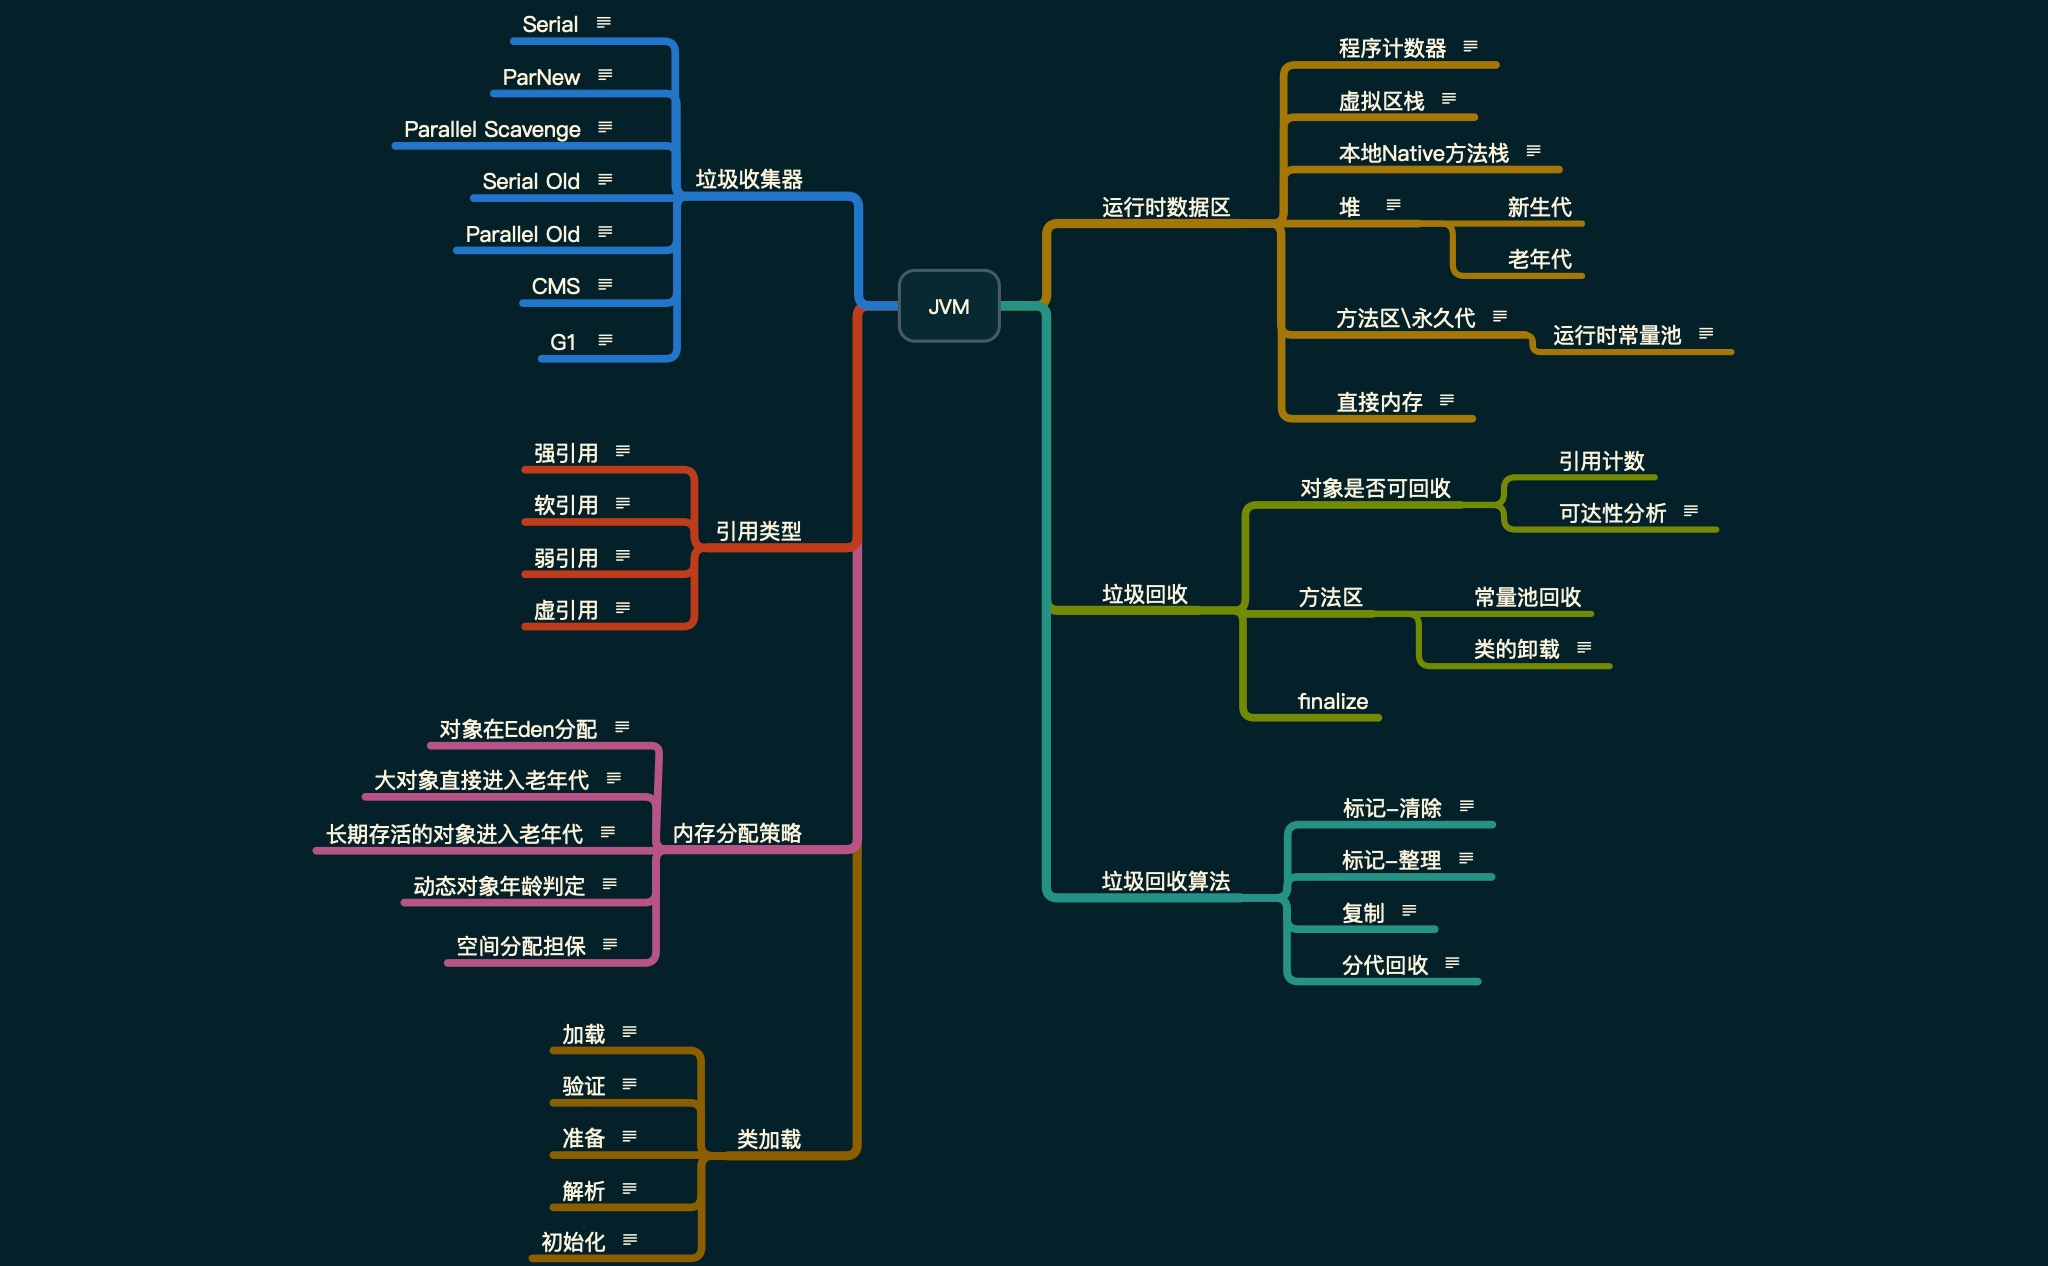 JVM
运行时数据区
程序计数器
虚拟区栈
本地Native方法栈
堆
新生代
老年代
方法区\永久代
运行时常量池
直接内存
垃圾回收
对象是否可回收
引用计数
可达性分析
方法区
常量池回收
类的卸载
finalize
垃圾回收算法
标记-清除
标记-整理
复制
分代回收
垃圾收集器
Serial
ParNew
Parallel Scavenge
Serial Old
Parallel Old
CMS
G1
引用类型
强引用
软引用
弱引用
虚引用
内存分配策略
对象在Eden分配
大对象直接进入老年代
长期存活的对象进入老年代
动态对象年龄判定
空间分配担保
类加载
加载
验证
准备
解析
初始化